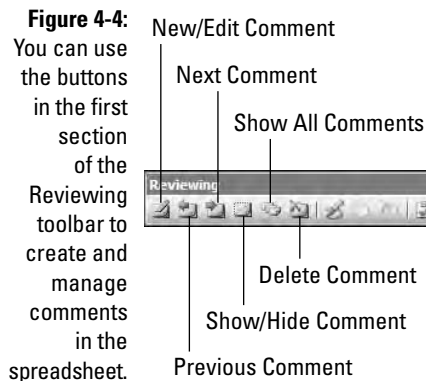 Figure 4-4:
You can use
the buttons
in the first
section
of the
Reviewing
toolbar to
create and
manage
comments
in the
spreadsheet.
New/Edit Comment
Next Comment
Show All Comments
Reviewing
Delete Comment
Show/Hide Comment
Previous Comment